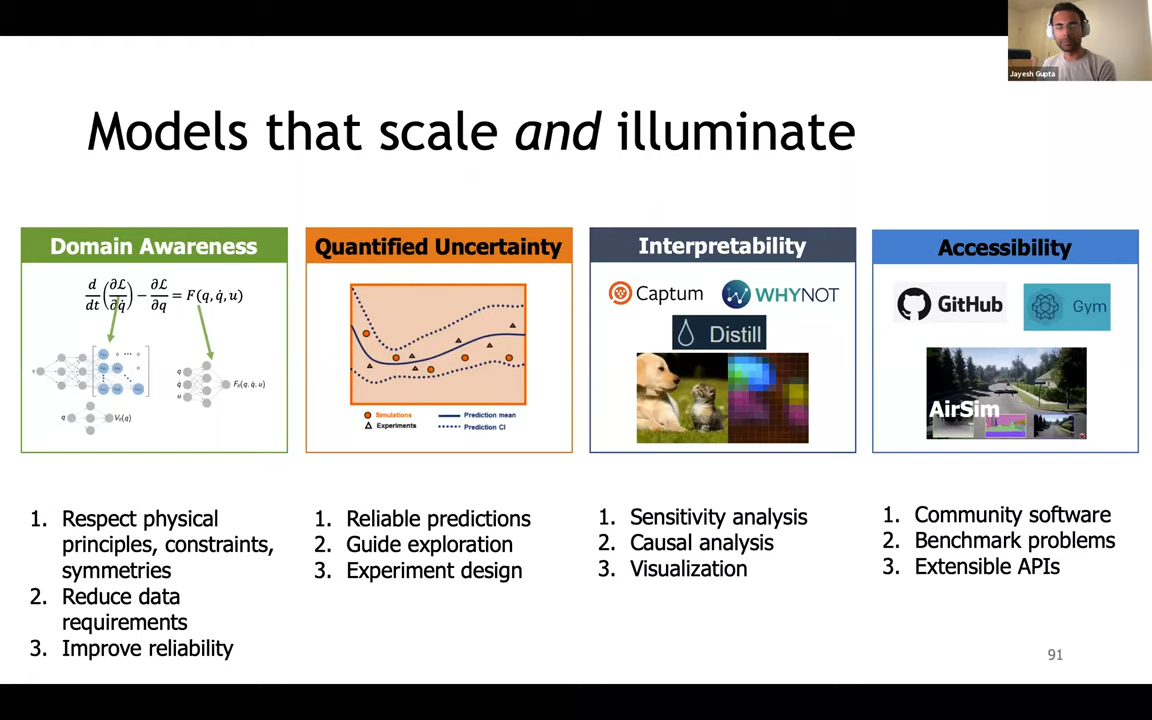 Jayesh Gupta
Models that scale and illuminate
Domain Awareness
d/dt (∂ℒ/∂q̇) − ∂ℒ/∂q = F(q, q̇, u)
q
q
V₀(q)
q
q̇
u
F₀(q, q̇, u)
1. Respect physical
principles, constraints,
symmetries
2. Reduce data
requirements
3. Improve reliability
Quantified Uncertainty
Simulations
Prediction mean
Experiments
Prediction CI
1. Reliable predictions
2. Guide exploration
3. Experiment design
Interpretability
Captum
WHYNOT
Distill
1. Sensitivity analysis
2. Causal analysis
3. Visualization
Accessibility
GitHub
Gym
AirSim
1. Community software
2. Benchmark problems
3. Extensible APIs
91